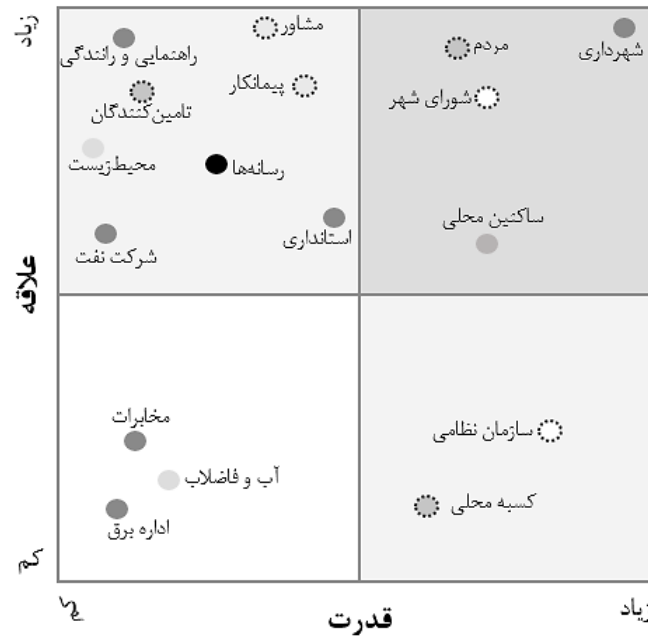 زیاد
مشاور
مردم
شهرداری
راهنمایی و رانندگی
پیمانکار
شورای شهر
تامین‌کنندگان
محیط‌زیست
رسانه‌ها
ساکنین محلی
استانداری
شرکت نفت
علاقه
مخابرات
سازمان نظامی
آب و فاضلاب
کسبه محلی
اداره برق
کم
کم
قدرت
زیاد